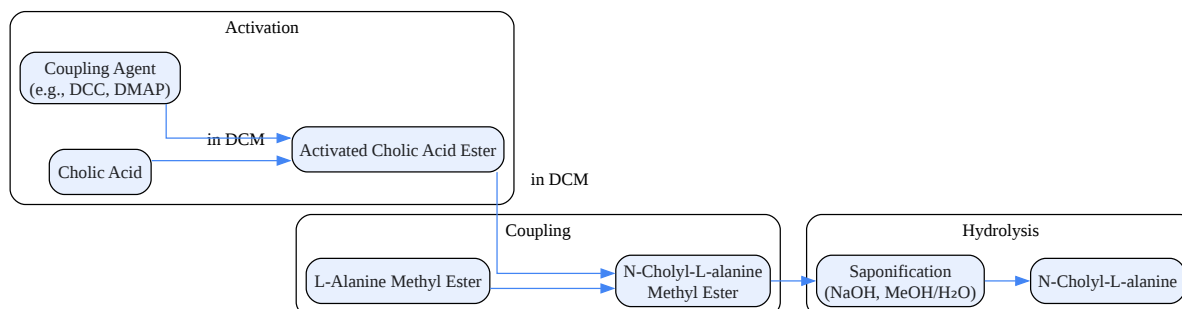 Activation
Coupling Agent
(e.g., DCC, DMAP)
in DCM
Activated Cholic Acid Ester
Cholic Acid
in DCM
Coupling
L-Alanine Methyl Ester
N-Cholyl-L-alanine
Methyl Ester
Hydrolysis
Saponification
(NaOH, MeOH/H₂O)
N-Cholyl-L-alanine